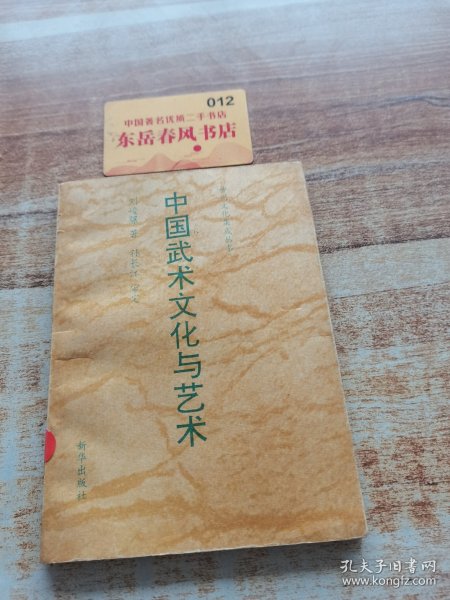 012
中国著名优质二手书店
东岳春风书店
中国武术文化与艺术
新华出版社
孔夫子旧书网
www.kongfz.com